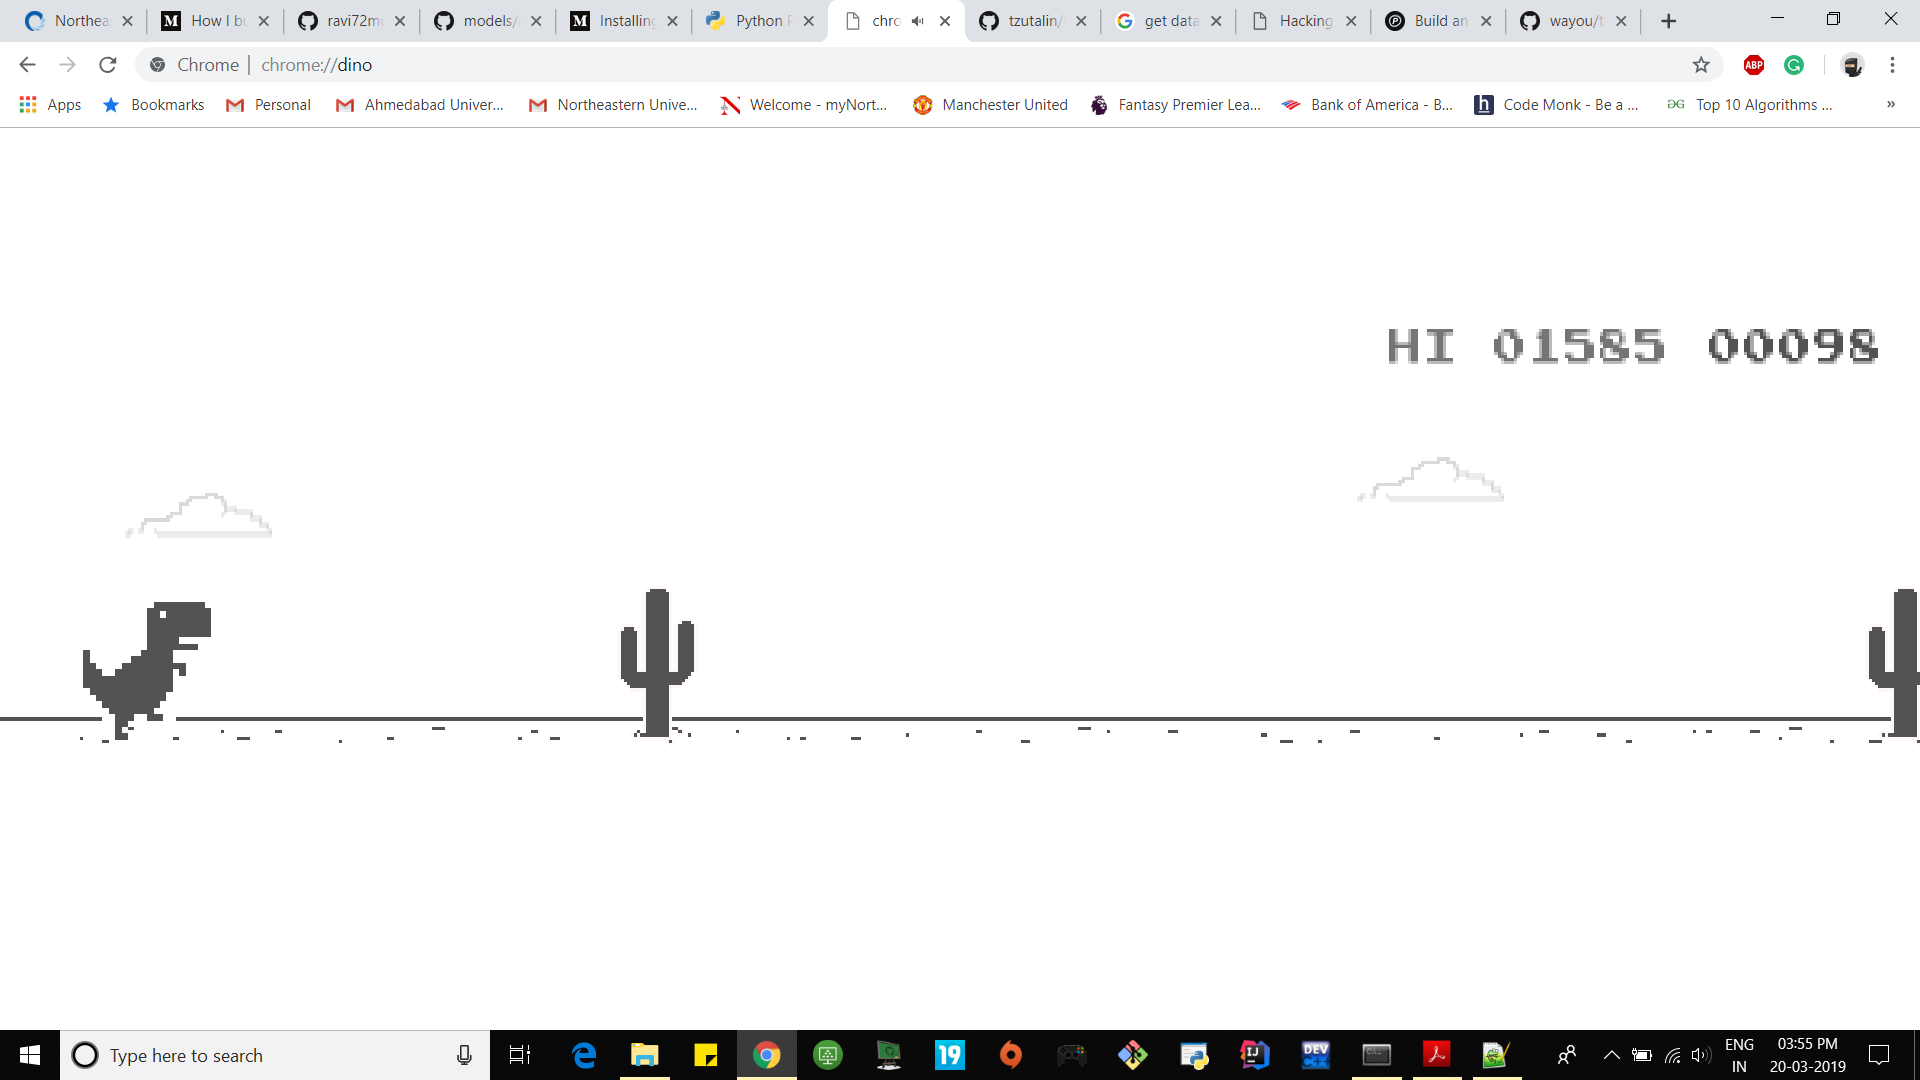 Northea
How I bu
ravi72mu
models/
Installing
Python
chro
tzutalin/
get data
Hacking
Build an
wayou/t
Chrome | chrome://dino
ABP
Apps
Bookmarks
Personal
Ahmedabad Univer...
Northeastern Unive...
Welcome - myNort...
Manchester United
Fantasy Premier Lea...
Bank of America - B...
Code Monk - Be a ...
Top 10 Algorithms ...
»
HI 01585 00098
Type here to search
19
IJ
DEV
ENG
IN
03:55 PM
20-03-2019